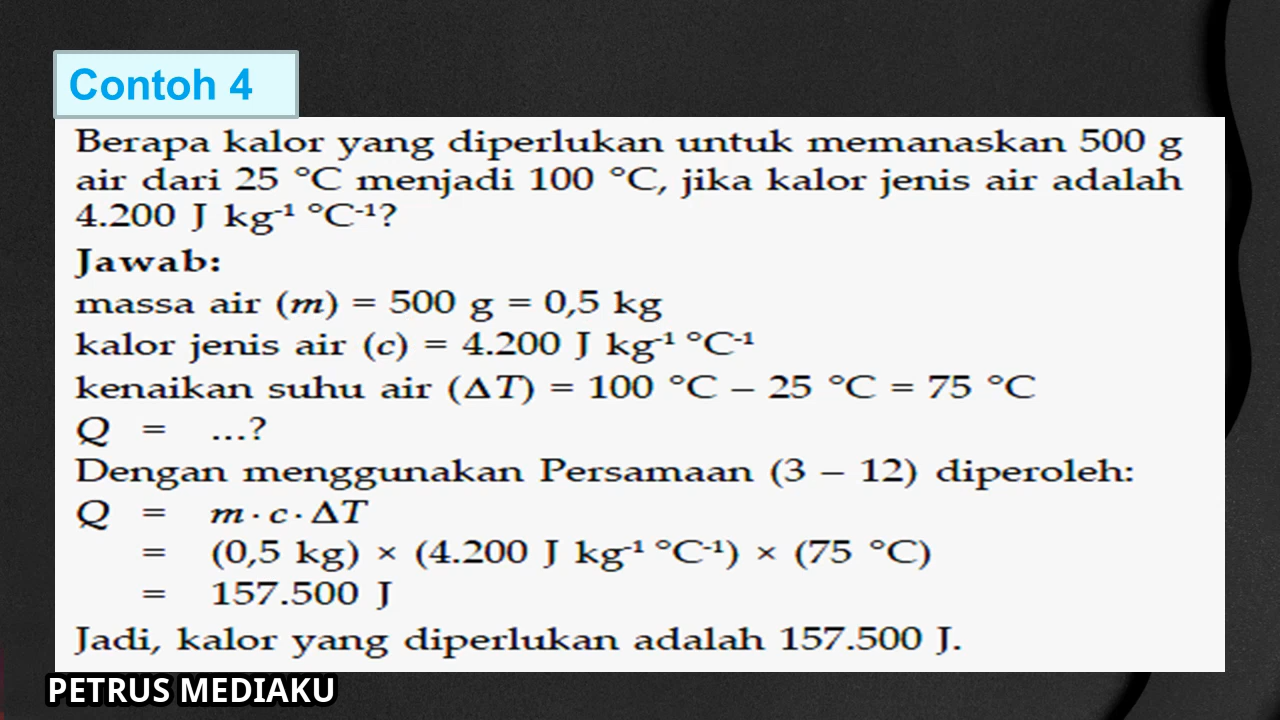 Contoh 4
Berapa kalor yang diperlukan untuk memanaskan 500 g
air dari 25 °C menjadi 100 °C, jika kalor jenis air adalah
4.200 J kg⁻¹ °C⁻¹?
Jawab:
massa air (m) = 500 g = 0,5 kg
kalor jenis air (c) = 4.200 J kg⁻¹ °C⁻¹
kenaikan suhu air (ΔT) = 100 °C – 25 °C = 75 °C
Q = ...?
Dengan menggunakan Persamaan (3 – 12) diperoleh:
Q = m · c · ΔT
= (0,5 kg) × (4.200 J kg⁻¹ °C⁻¹) × (75 °C)
= 157.500 J
Jadi, kalor yang diperlukan adalah 157.500 J.
PETRUS MEDIAKU